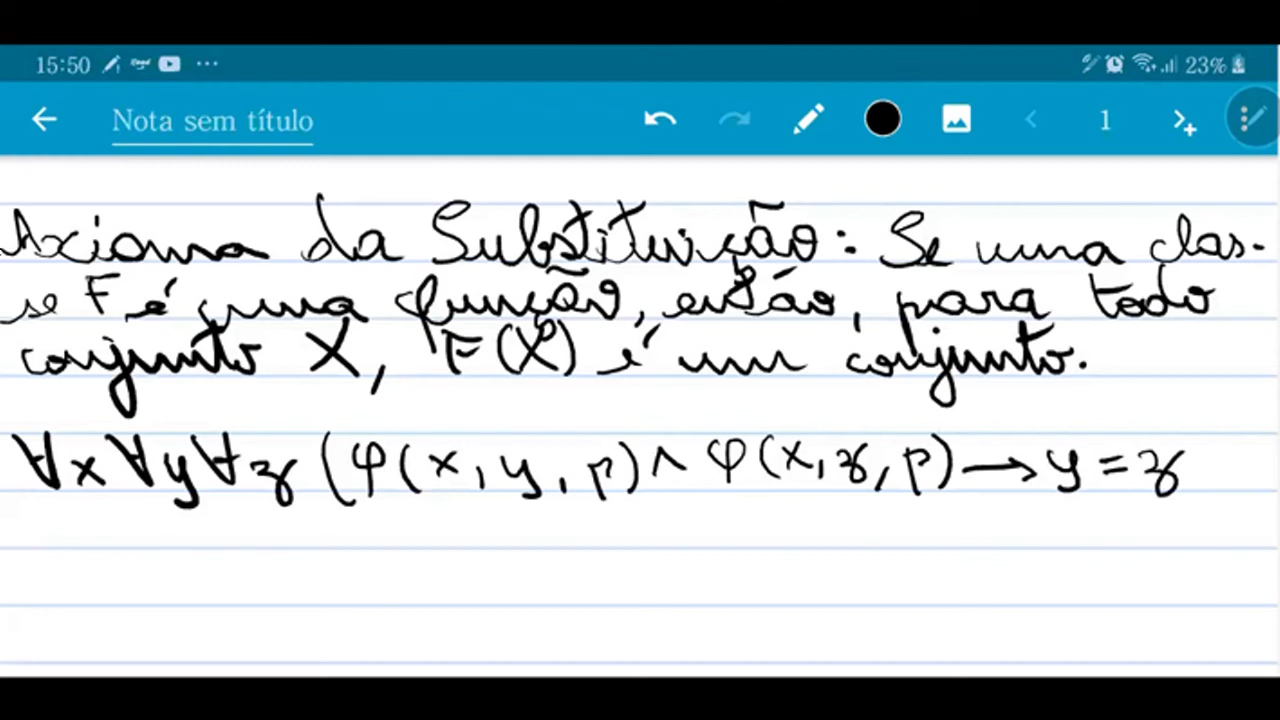 15:50 ... 23%
Nota sem título 1
Axioma da Substituição: Se uma clas-
se F é uma função, então, para todo
conjunto X, F(X) é um conjunto.
∀x∀y∀z (φ(x, y, p) ∧ φ(x, z, p) → y = z